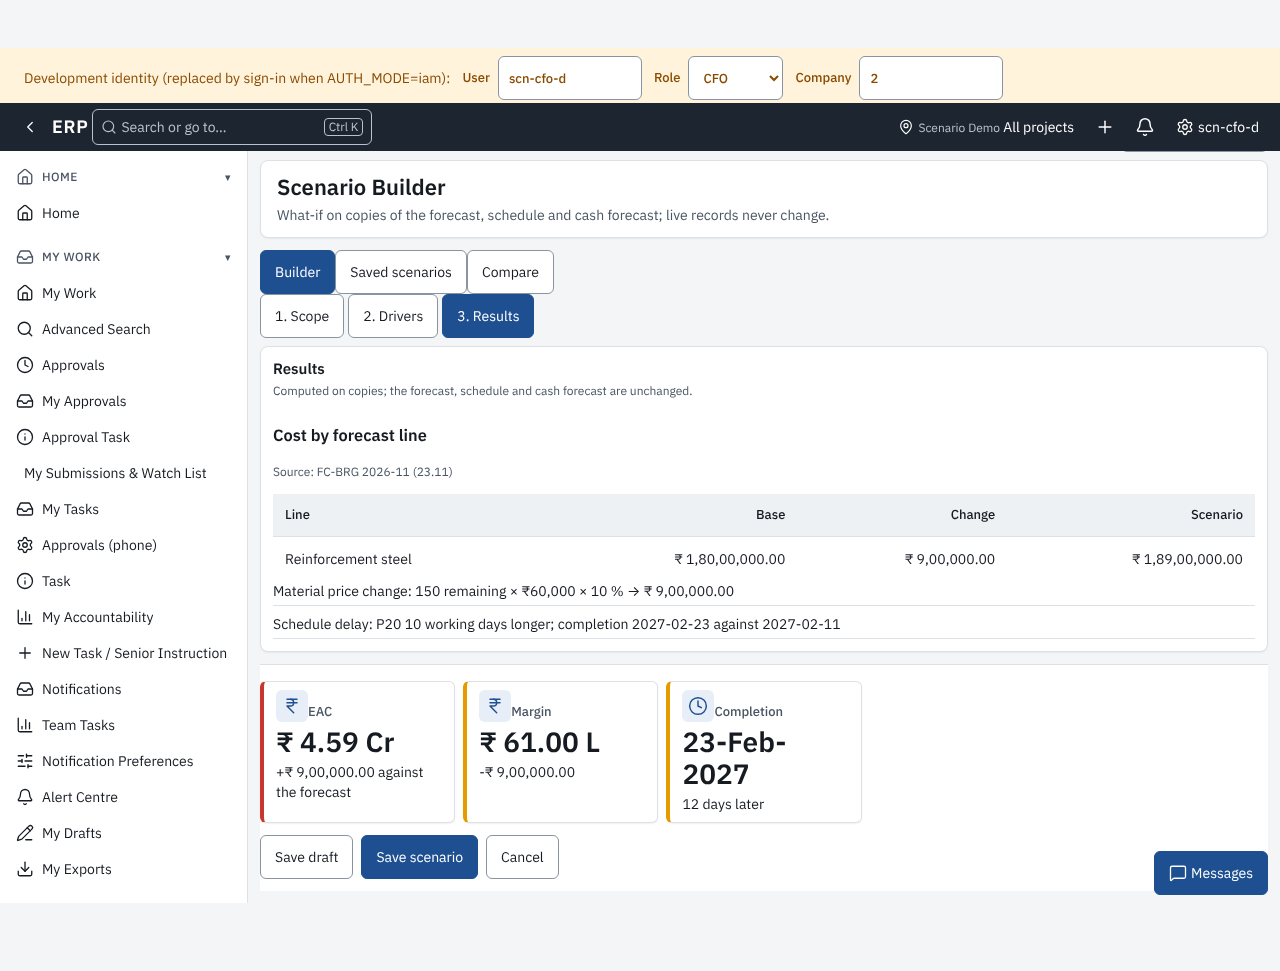 Development identity (replaced by sign-in when AUTH_MODE=iam): User scn-cfo-d Role CFO Company 2
ERP Search or go to... Ctrl K Scenario Demo All projects scn-cfo-d
HOME
Home
MY WORK
My Work
Advanced Search
Approvals
My Approvals
Approval Task
My Submissions & Watch List
My Tasks
Approvals (phone)
Task
My Accountability
New Task / Senior Instruction
Notifications
Team Tasks
Notification Preferences
Alert Centre
My Drafts
My Exports
Scenario Builder
What-if on copies of the forecast, schedule and cash forecast; live records never change.
Builder Saved scenarios Compare
1. Scope 2. Drivers 3. Results
Results
Computed on copies; the forecast, schedule and cash forecast are unchanged.
Cost by forecast line
Source: FC-BRG 2026-11 (23.11)
Line Base Change Scenario
Reinforcement steel ₹ 1,80,00,000.00 ₹ 9,00,000.00 ₹ 1,89,00,000.00
Material price change: 150 remaining × ₹60,000 × 10 % → ₹ 9,00,000.00
Schedule delay: P20 10 working days longer; completion 2027-02-23 against 2027-02-11
₹ EAC
₹ 4.59 Cr
+₹ 9,00,000.00 against
the forecast
₹ Margin
₹ 61.00 L
-₹ 9,00,000.00
Completion
23-Feb-
2027
12 days later
Save draft Save scenario Cancel
Messages